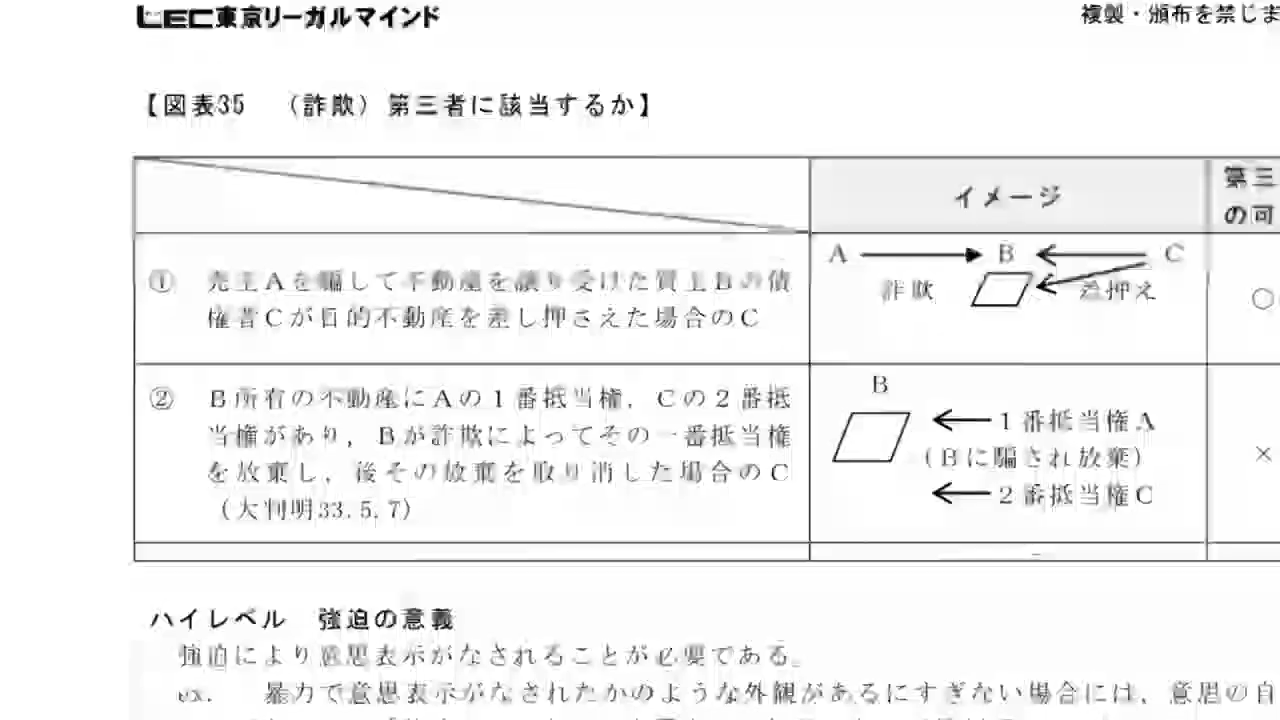 LEC東京リーガルマインド
複製・頒布を禁じま
【図表35 （詐欺）第三者に該当するか】
イメージ
第三
の可
① 売主Aを騙して不動産を譲り受けた買主Bの債
権者Cが目的不動産を差し押さえた場合のC
A B C
詐欺 差押え
○
② B所有の不動産にAの1番抵当権，Cの2番抵
当権があり，Bが詐欺によってその一番抵当権
を放棄し，後その放棄を取り消した場合のC
（大判明33.5.7）
B
1番抵当権A
（Bに騙され放棄）
2番抵当権C
×
ハイレベル 強迫の意義
強迫により意思表示がなされることが必要である。
ex. 暴力で意思表示がなされたかのような外観があるにすぎない場合には，意思の自